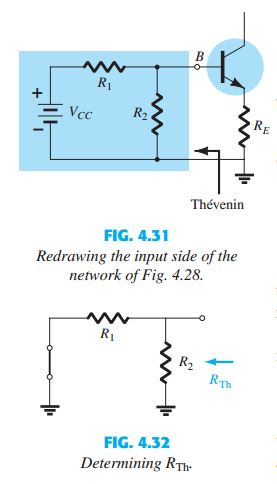 B
R1
+
VCC
R2
RE
−
Thévenin
FIG. 4.31
Redrawing the input side of the
network of Fig. 4.28.
R1
R2
RTh
FIG. 4.32
Determining RTh.